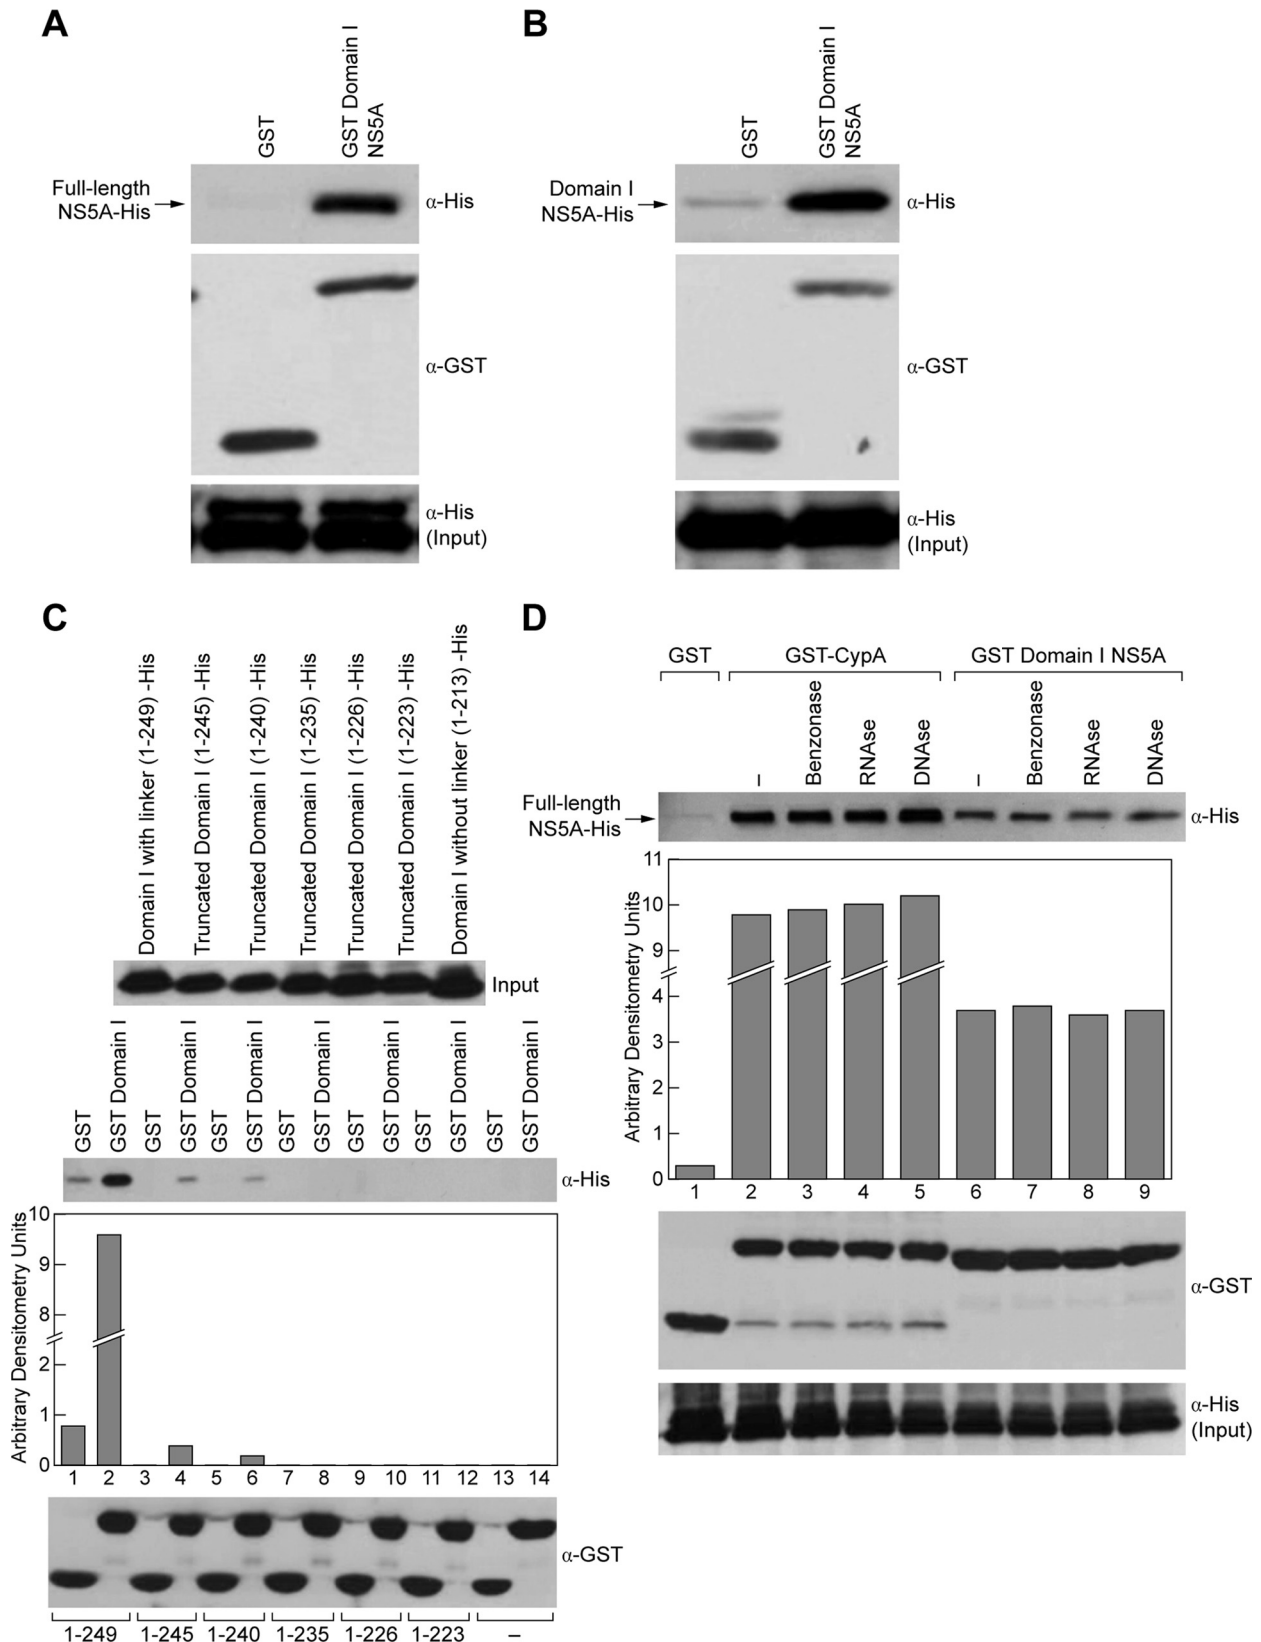 A
GST
GST Domain I
NS5A
Full-length
NS5A-His
α-His
α-GST
α-His
(Input)
B
GST
GST Domain I
NS5A
Domain I
NS5A-His
α-His
α-GST
α-His
(Input)
C
Domain I with linker (1-249) -His
Truncated Domain I (1-245) -His
Truncated Domain I (1-240) -His
Truncated Domain I (1-235) -His
Truncated Domain I (1-226) -His
Truncated Domain I (1-223) -His
Domain I without linker (1-213) -His
Input
GST
GST Domain I
GST
GST Domain I
GST
GST Domain I
GST
GST Domain I
GST
GST Domain I
GST
GST Domain I
GST
GST Domain I
α-His
Arbitrary Densitometry Units
10
9
8
2
1
0
1 2 3 4 5 6 7 8 9 10 11 12 13 14
α-GST
1-249 1-245 1-240 1-235 1-226 1-223 –
D
GST GST-CypA GST Domain I NS5A
–
Benzonase
RNAse
DNAse
–
Benzonase
RNAse
DNAse
Full-length
NS5A-His
α-His
Arbitrary Densitometry Units
11
10
9
4
3
2
1
0
1 2 3 4 5 6 7 8 9
α-GST
α-His
(Input)